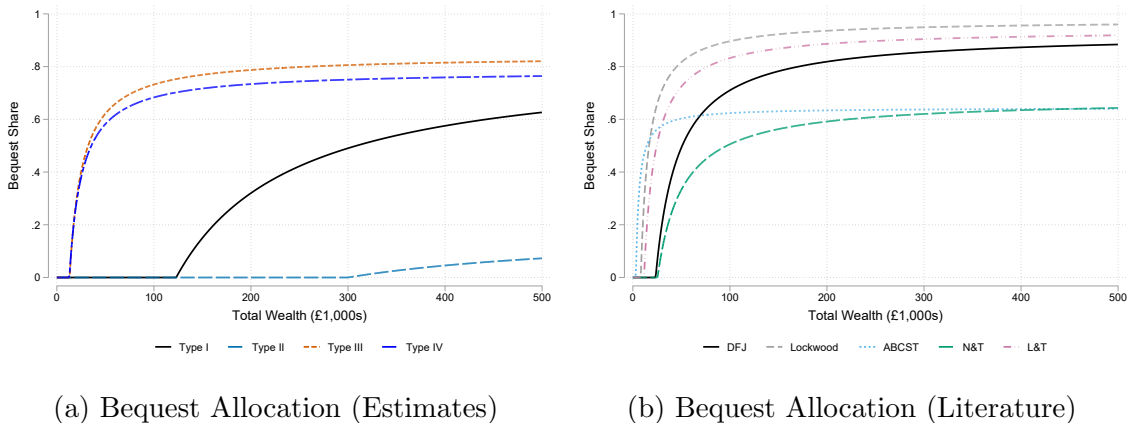 1
.8
.6
.4
.2
0
Bequest Share
0 100 200 300 400 500
Total Wealth (£1,000s)
Type I Type II Type III Type IV
(a) Bequest Allocation (Estimates)
1
.8
.6
.4
.2
0
Bequest Share
0 100 200 300 400 500
Total Wealth (£1,000s)
DFJ Lockwood ABCST N&T L&T
(b) Bequest Allocation (Literature)